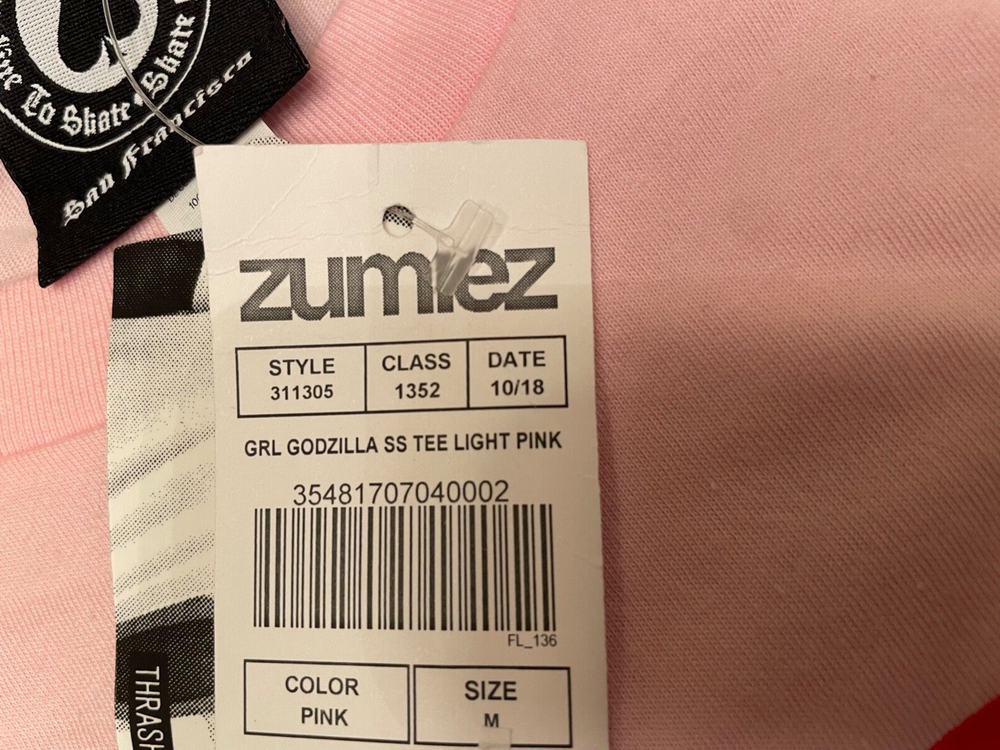 To Skate • Skate
San Francisco
zumiez
STYLE
311305
CLASS
1352
DATE
10/18
GRL GODZILLA SS TEE LIGHT PINK
35481707040002
FL_136
COLOR
PINK
SIZE
M
THRASH